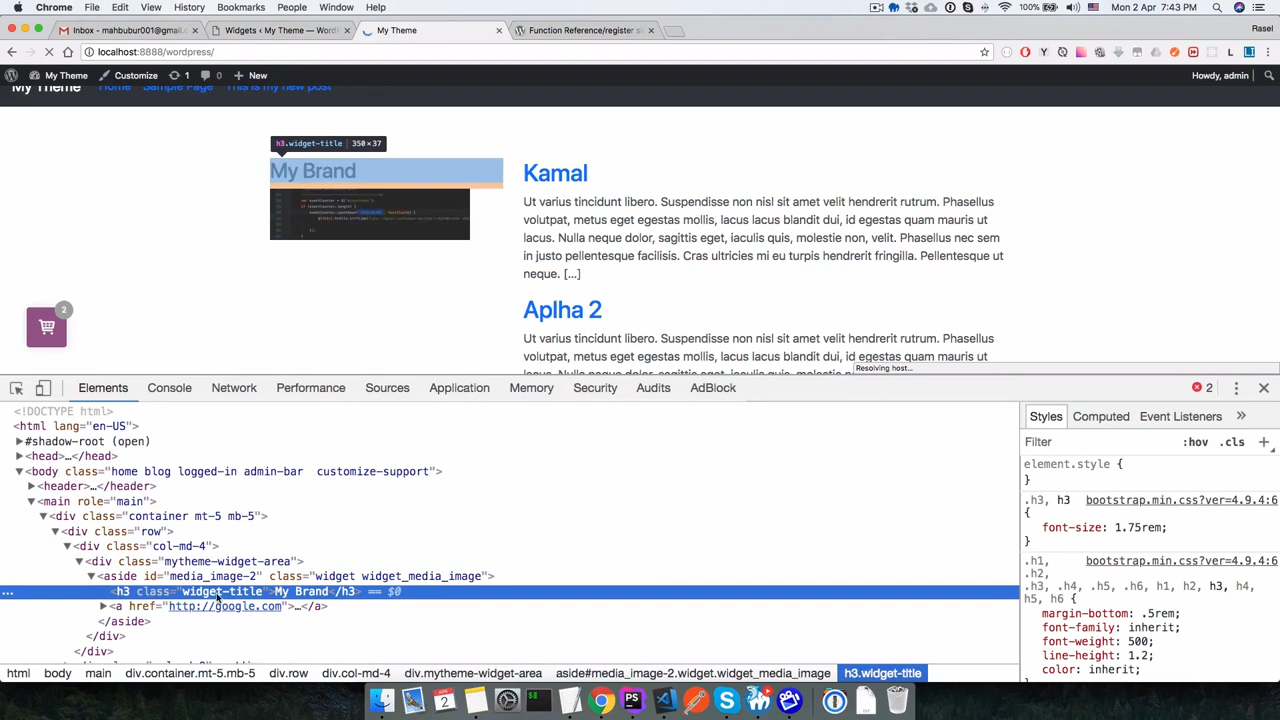 Chrome File Edit View History Bookmarks People Window Help 100% Mon 2 Apr 7:43 PM
Inbox - mahbubur001@gmail.c Widgets ‹ My Theme — WordP My Theme Function Reference/register si Rasel
localhost:8888/wordpress/
My Theme Customize 1 0 New Howdy, admin
My Theme Home Sample Page This is my new post
h3.widget-title 350 × 37
My Brand
Kamal
Ut varius tincidunt libero. Suspendisse non nisl sit amet velit hendrerit rutrum. Phasellus
volutpat, metus eget egestas mollis, lacus lacus blandit dui, id egestas quam mauris ut
lacus. Nulla neque dolor, sagittis eget, iaculis quis, molestie non, velit. Phasellus nec sem
in justo pellentesque facilisis. Cras ultricies mi eu turpis hendrerit fringilla. Pellentesque ut
neque. [...]
2
Aplha 2
Ut varius tincidunt libero. Suspendisse non nisl sit amet velit hendrerit rutrum. Phasellus
volutpat, metus eget egestas mollis, lacus lacus blandit dui, id egestas quam mauris ut
Resolving host...
Elements Console Network Performance Sources Application Memory Security Audits AdBlock 2
<!DOCTYPE html>
<html lang="en-US">
#shadow-root (open)
<head>…</head>
<body class="home blog logged-in admin-bar  customize-support">
<header>…</header>
<main role="main">
<div class="container mt-5 mb-5">
<div class="row">
<div class="col-md-4">
<div class="mytheme-widget-area">
<aside id="media_image-2" class="widget widget_media_image">
... <h3 class="widget-title">My Brand</h3> == $0
<a href="http://google.com">…</a>
</aside>
</div>
</div>
html body main div.container.mt-5.mb-5 div.row div.col-md-4 div.mytheme-widget-area aside#media_image-2.widget.widget_media_image h3.widget-title
Styles Computed Event Listeners »
Filter :hov .cls +
element.style {
}
.h3, h3 bootstrap.min.css?ver=4.9.4:6
{
font-size: 1.75rem;
}
.h1, bootstrap.min.css?ver=4.9.4:6
.h2,
.h3, .h4, .h5, .h6, h1, h2, h3, h4,
h5, h6 {
margin-bottom: .5rem;
font-family: inherit;
font-weight: 500;
line-height: 1.2;
color: inherit;